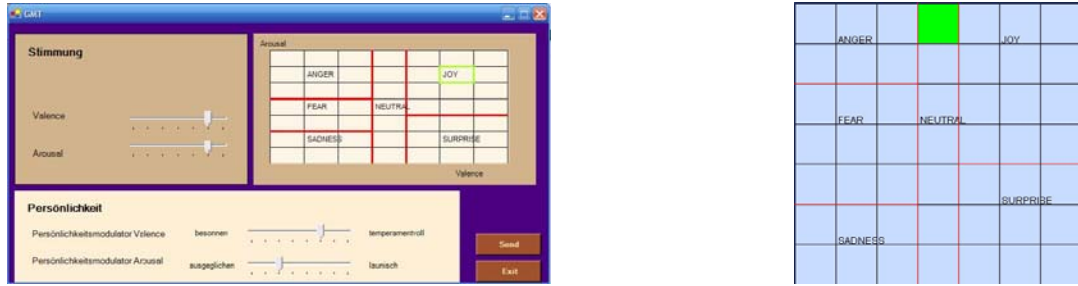 GMT
Stimmung
Valence
Arousal
Arousal
ANGER
JOY
FEAR
NEUTRAL
SADNESS
SURPRISE
Valence
Persönlichkeit
Persönlichkeitsmodulator Valence
besonnen
temperamentvoll
Persönlichkeitsmodulator Arousal
ausgeglichen
launisch
Send
Exit
ANGER
JOY
FEAR
NEUTRAL
SURPRISE
SADNESS